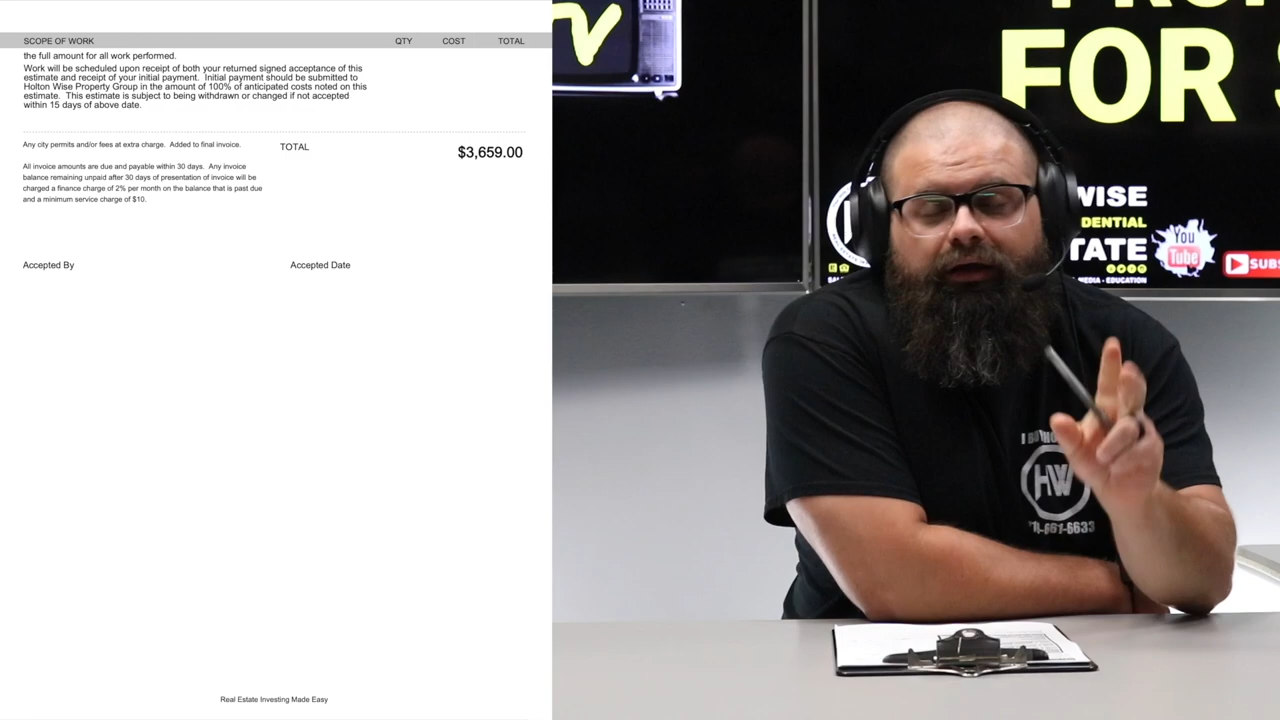 SCOPE OF WORK QTY COST TOTAL
the full amount for all work performed.
Work will be scheduled upon receipt of both your returned signed acceptance of this
estimate and receipt of your initial payment. Initial payment should be submitted to
Holton Wise Property Group in the amount of 100% of anticipated costs noted on this
estimate. This estimate is subject to being withdrawn or changed if not accepted
within 15 days of above date.
Any city permits and/or fees at extra charge. Added to final invoice.
TOTAL $3,659.00
All invoice amounts are due and payable within 30 days. Any invoice
balance remaining unpaid after 30 days of presentation of invoice will be
charged a finance charge of 2% per month on the balance that is past due
and a minimum service charge of $10.
Accepted By Accepted Date
Real Estate Investing Made Easy
TV
FOR
WISE
DENTIAL
TATE
MEDIA - EDUCATION
You
Tube
SUBS
HW
-661-6633